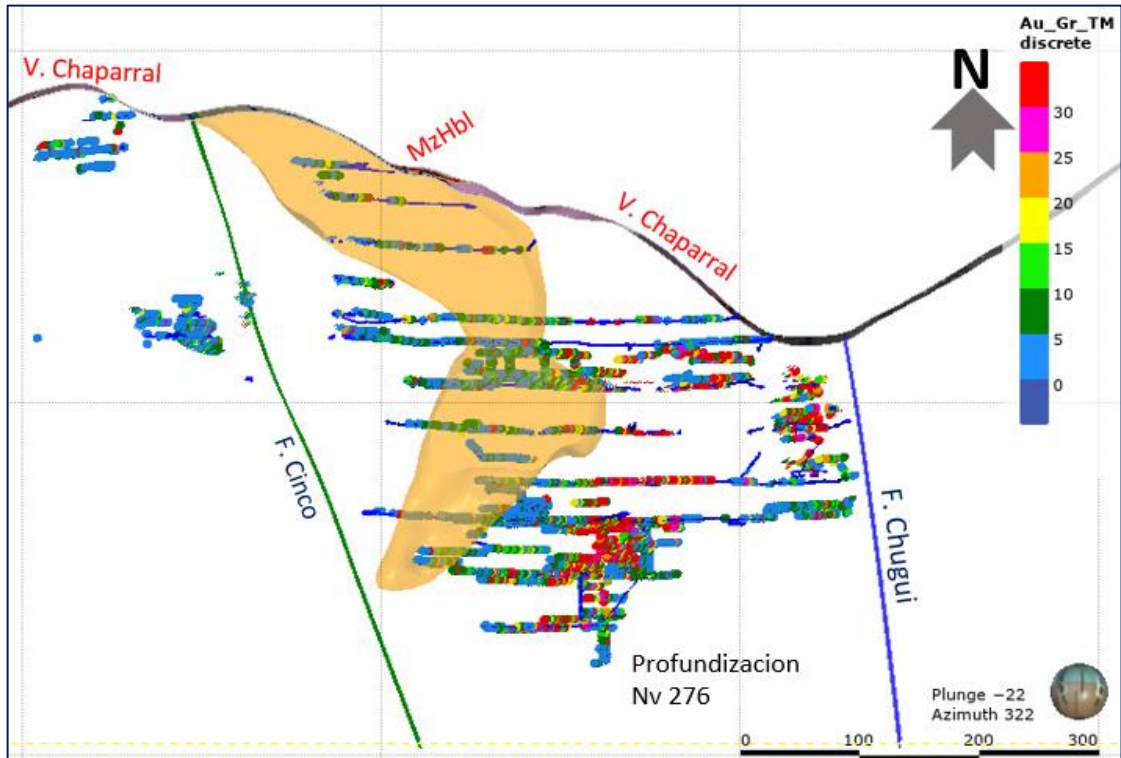 V. Chaparral
MzHbl
V. Chaparral
N
Au_Gr_TM
discrete
30
25
20
15
10
5
0
F. Cinco
F. Chugui
Profundizacion
Nv 276
Plunge −22
Azimuth 322
0 100 200 300